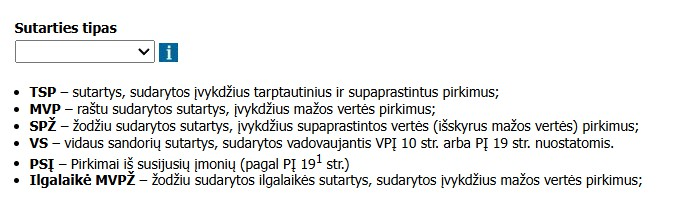 Sutarties tipas
i
• TSP – sutartys, sudarytos įvykdžius tarptautinius ir supaprastintus pirkimus;
• MVP – raštu sudarytos sutartys, įvykdžius mažos vertės pirkimus;
• SPŽ – žodžiu sudarytos sutartys, įvykdžius supaprastintos vertės (išskyrus mažos vertės) pirkimus;
• VS – vidaus sandorių sutartys, sudarytos vadovaujantis VPĮ 10 str. arba PĮ 19 str. nuostatomis.
• PSĮ – Pirkimai iš susijusių įmonių (pagal PĮ 19¹ str.)
• Ilgalaikė MVPŽ – žodžiu sudarytos ilgalaikės sutartys, sudarytos įvykdžius mažos vertės pirkimus;